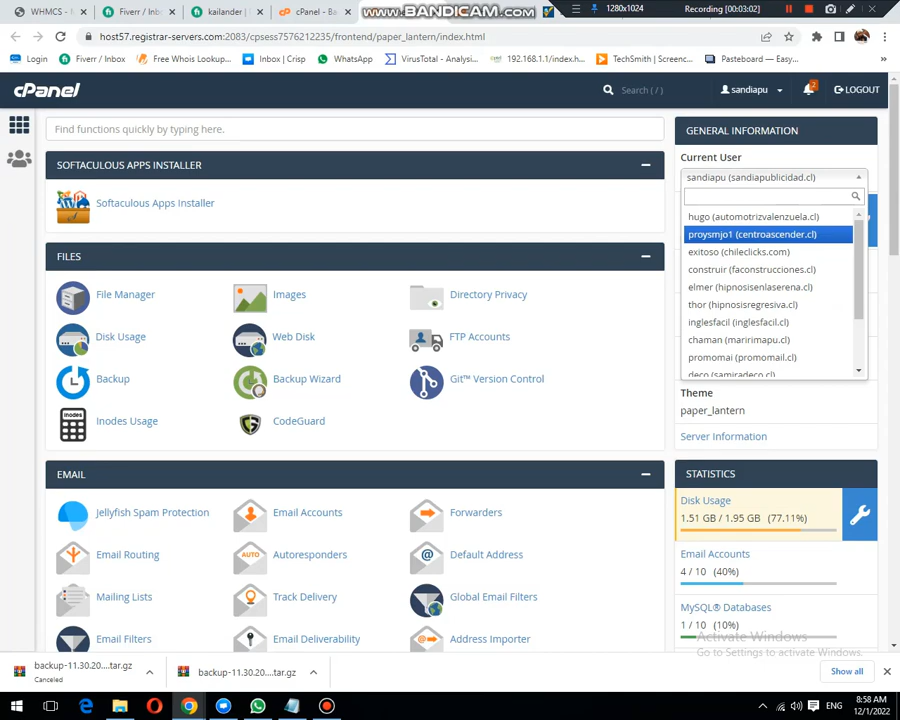 WHMCS - 
Fiverr / Inbox
kailander |
cPanel - Ba
www.BANDICAM.com
1280x1024
Recording [00:03:02]
host57.registrar-servers.com:2083/cpsess7576212235/frontend/paper_lantern/index.html
Login
Fiverr / Inbox
Free Whois Lookup...
Inbox | Crisp
WhatsApp
VirusTotal - Analysi...
192.168.1.1/index.h...
TechSmith | Screenc...
Pasteboard — Easy...
cPanel
Search ( / )
sandiapu
2
LOGOUT
Find functions quickly by typing here.
GENERAL INFORMATION
Current User
sandiapu (sandiapublicidad.cl)
hugo (automotrizvalenzuela.cl)
proysmjo1 (centroascender.cl)
exitoso (chileclicks.com)
construir (faconstrucciones.cl)
elmer (hipnosisenlaserena.cl)
thor (hipnosisregresiva.cl)
inglesfacil (inglesfacil.cl)
chaman (maririmapu.cl)
promomai (promomail.cl)
deco (samiradeco.cl)
Theme
paper_lantern
Server Information
SOFTACULOUS APPS INSTALLER
Softaculous Apps Installer
FILES
File Manager
Images
Directory Privacy
Disk Usage
Web Disk
FTP Accounts
Backup
Backup Wizard
Git™ Version Control
Inodes Usage
CodeGuard
EMAIL
Jellyfish Spam Protection
Email Accounts
Forwarders
Email Routing
AUTO
Autoresponders
Default Address
Mailing Lists
Track Delivery
Global Email Filters
Email Filters
Email Deliverability
Address Importer
STATISTICS
Disk Usage
1.51 GB / 1.95 GB (77.11%)
Email Accounts
4 / 10 (40%)
MySQL® Databases
1 / 10 (10%)
Activate Windows
Go to Settings to activate Windows.
backup-11.30.20....tar.gz
Canceled
backup-11.30.20....tar.gz
Show all
ENG
8:58 AM
12/1/2022